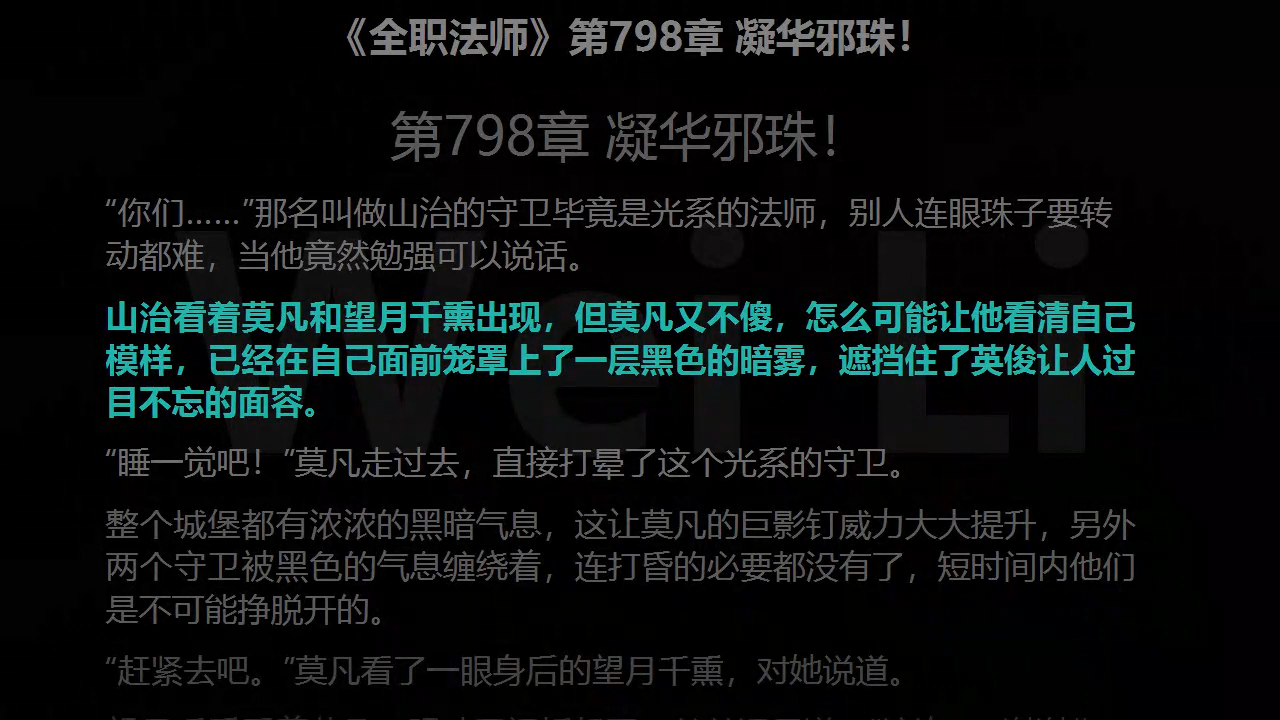 《全职法师》第798章 凝华邪珠！
第798章 凝华邪珠！
“你们……”那名叫做山治的守卫毕竟是光系的法师，别人连眼珠子要转
动都难，当他竟然勉强可以说话。
山治看着莫凡和望月千熏出现，但莫凡又不傻，怎么可能让他看清自己
模样，已经在自己面前笼罩上了一层黑色的暗雾，遮挡住了英俊让人过
目不忘的面容。
“睡一觉吧！”莫凡走过去，直接打晕了这个光系的守卫。
整个城堡都有浓浓的黑暗气息，这让莫凡的巨影钉威力大大提升，另外
两个守卫被黑色的气息缠绕着，连打昏的必要都没有了，短时间内他们
是不可能挣脱开的。
“赶紧去吧。”莫凡看了一眼身后的望月千熏，对她说道。
Wei Li